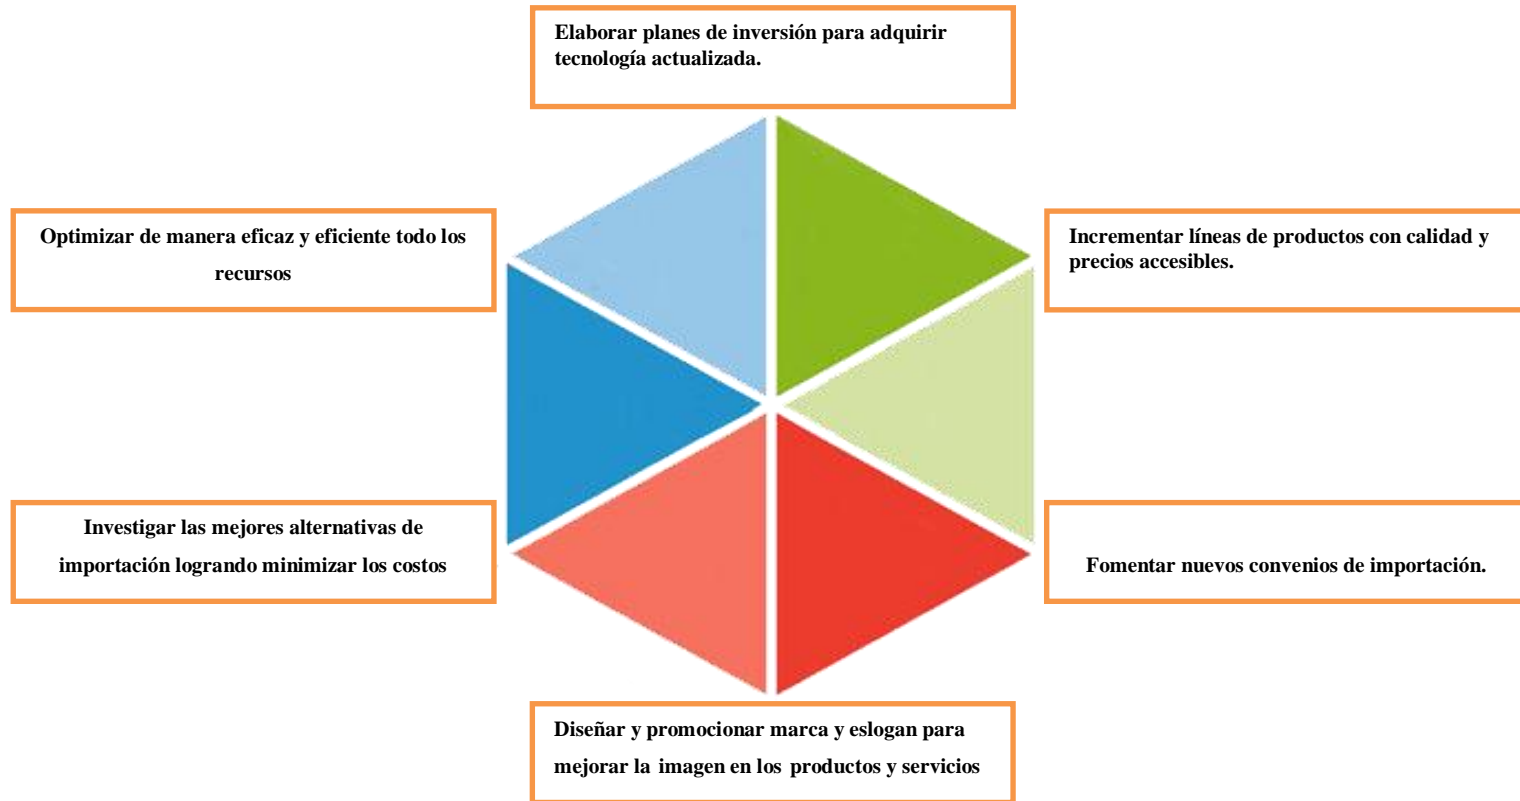 Elaborar planes de inversión para adquirir
tecnología actualizada.
Optimizar de manera eficaz y eficiente todo los
recursos
Incrementar líneas de productos con calidad y
precios accesibles.
Investigar las mejores alternativas de
importación logrando minimizar los costos
Fomentar nuevos convenios de importación.
Diseñar y promocionar marca y eslogan para
mejorar la imagen en los productos y servicios